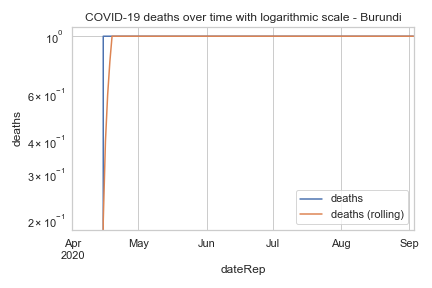 COVID-19 deaths over time with logarithmic scale - Burundi
10⁰
6 × 10⁻¹
4 × 10⁻¹
3 × 10⁻¹
2 × 10⁻¹
deaths
deaths
deaths (rolling)
Apr May Jun Jul Aug Sep
2020
dateRep